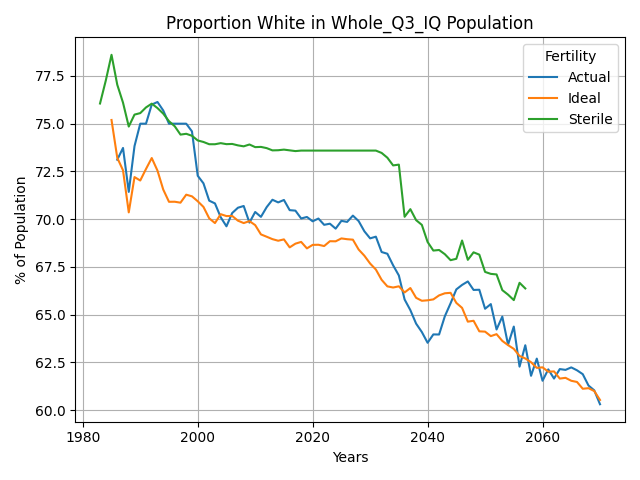 Proportion White in Whole_Q3_IQ Population
Fertility
Actual
Ideal
Sterile
% of Population
77.5
75.0
72.5
70.0
67.5
65.0
62.5
60.0
1980
2000
2020
2040
2060
Years